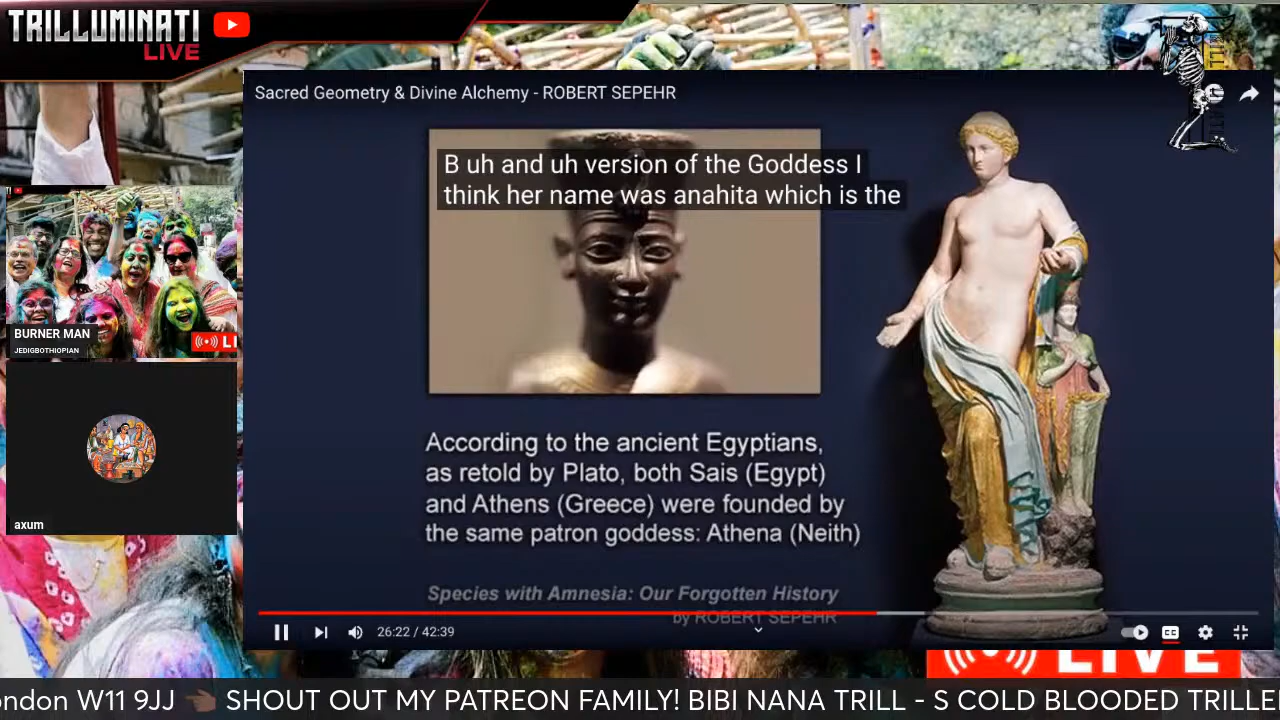 TRILLUMINATI
LIVE
Sacred Geometry & Divine Alchemy - ROBERT SEPEHR
B uh and uh version of the Goddess I
think her name was anahita which is the
According to the ancient Egyptians,
as retold by Plato, both Sais (Egypt)
and Athens (Greece) were founded by
the same patron goddess: Athena (Neith)
Species with Amnesia: Our Forgotten History
by ROBERT SEPEHR
26:22 / 42:39
CC
BURNER MAN
JEDIGBOTHIOPIAN
LI
axum
LIVE
ondon W11 9JJ 👈🏾 SHOUT OUT MY PATREON FAMILY! BIBI NANA TRILL - S COLD BLOODED TRILLE